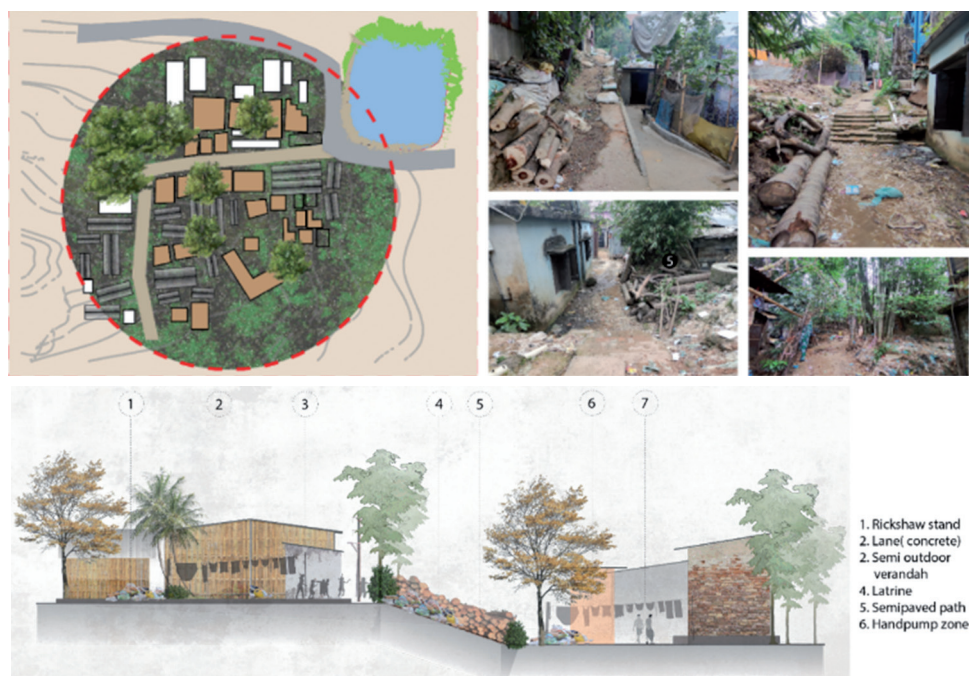 5
1
2
3
4
5
6
7
1. Rickshaw stand
2. Lane( concrete)
2. Semi outdoor
verandah
4. Latrine
5. Semipaved path
6. Handpump zone